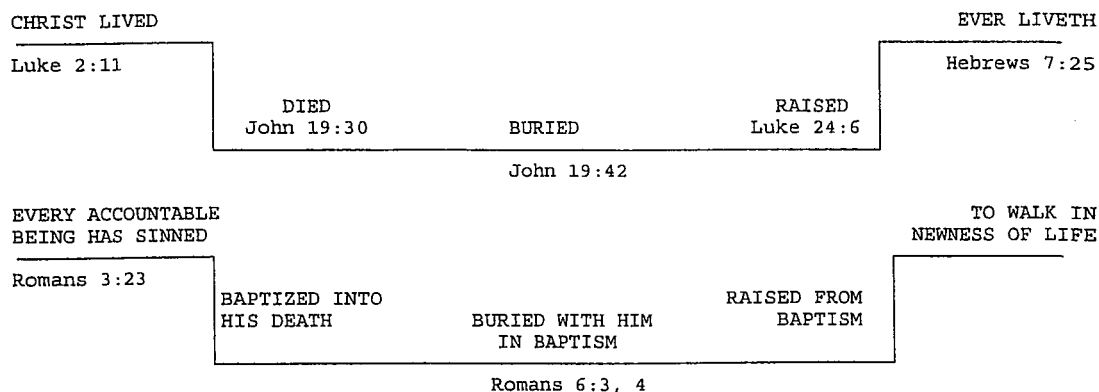 CHRIST LIVED
EVER LIVETH
Luke 2:11
Hebrews 7:25
DIED
John 19:30
BURIED
RAISED
Luke 24:6
John 19:42
EVERY ACCOUNTABLE
BEING HAS SINNED
TO WALK IN
NEWNESS OF LIFE
Romans 3:23
BAPTIZED INTO
HIS DEATH
BURIED WITH HIM
IN BAPTISM
RAISED FROM
BAPTISM
Romans 6:3, 4